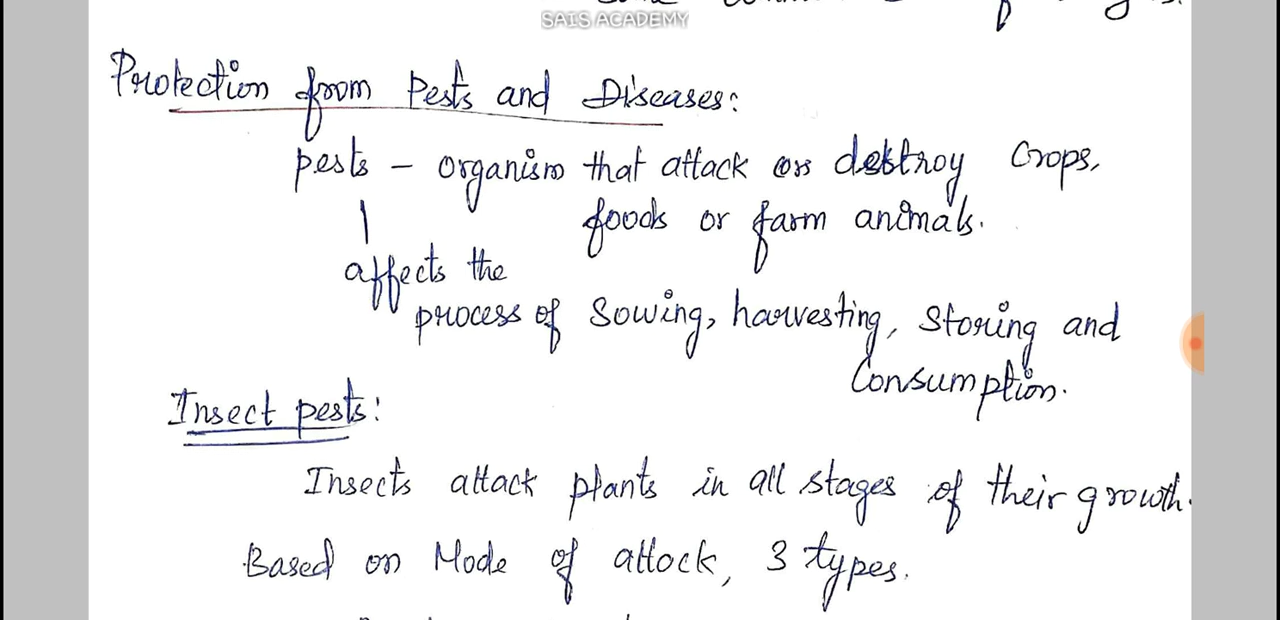 SAIS ACADEMY
Protection from Pests and Diseases:
pests - organism that attack or destroy Crops,
foods or farm animals.
affects the
process of Sowing, harvesting, Storing and
Consumption.
Insect pests:
Insects attack plants in all stages of their growth.
Based on Mode of attack, 3 types.